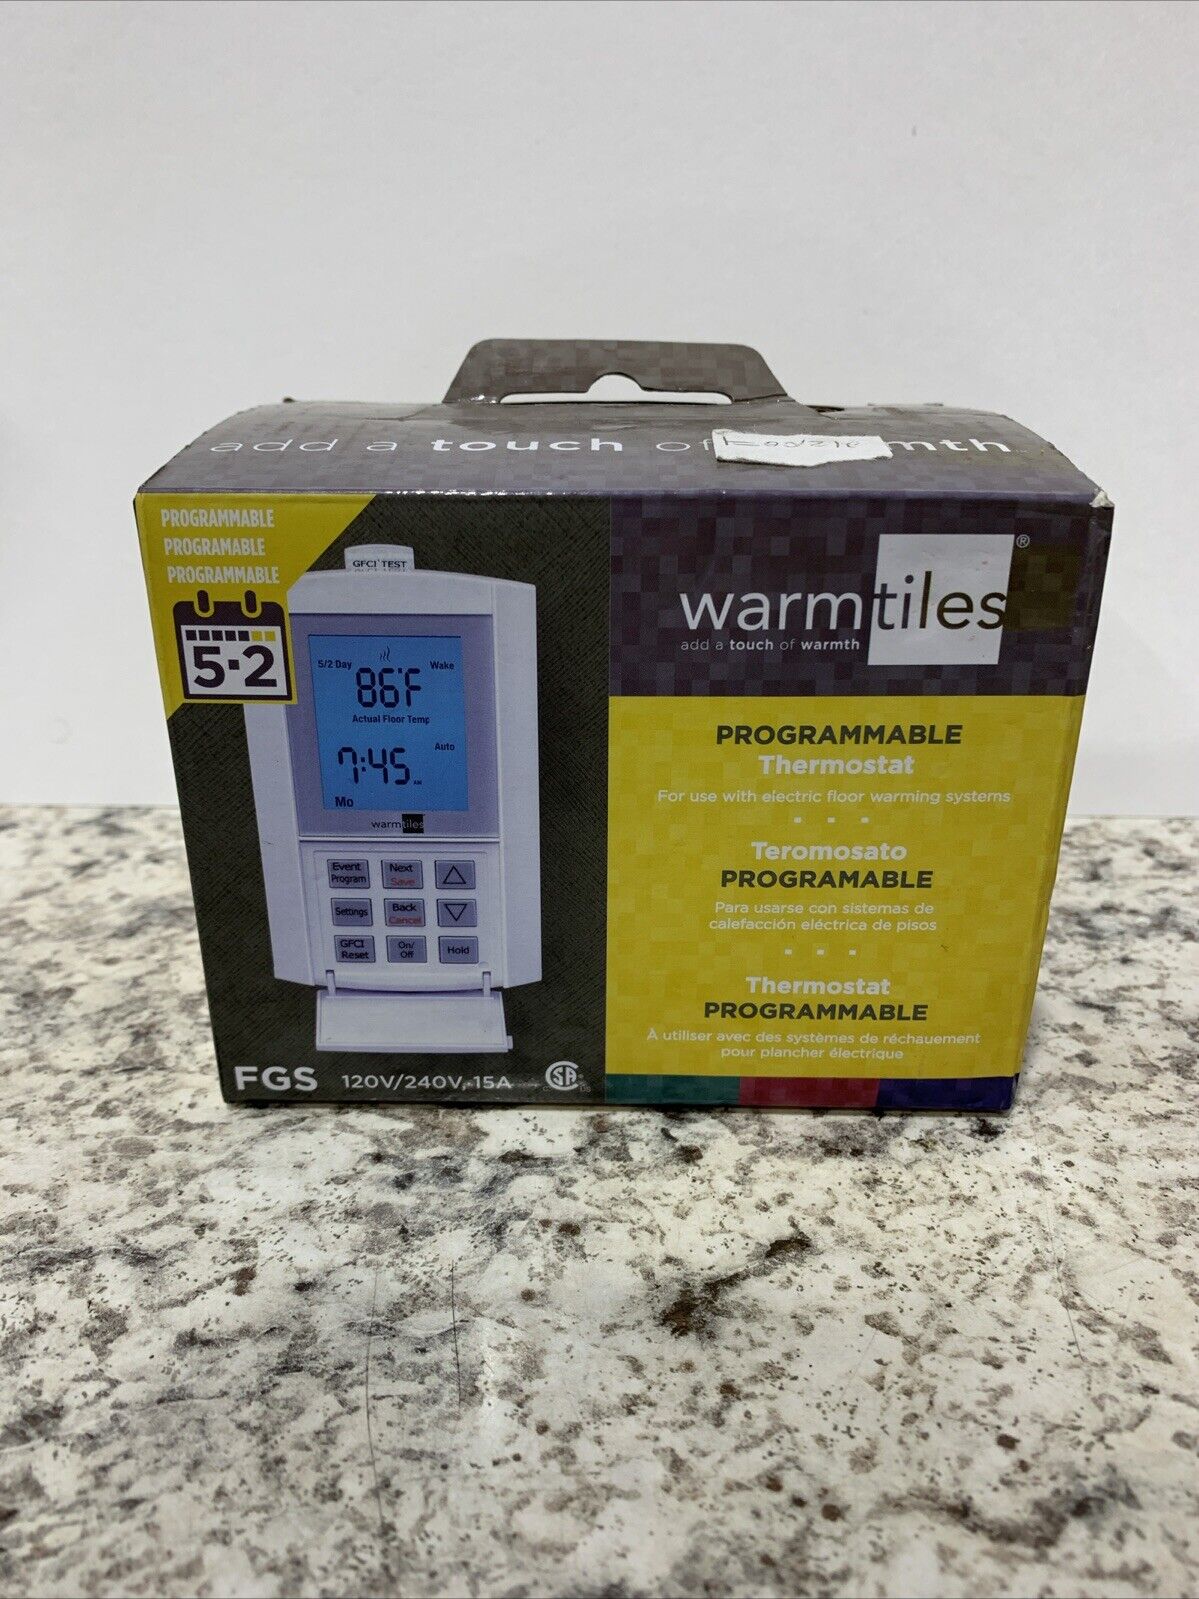 add a touch of warmth
PROGRAMMABLE
PROGRAMABLE
PROGRAMMABLE
5·2
GFCI TEST
5/2 Day
Wake
86°F
Actual Floor Temp
Auto
7:45 AM
Mo
warmtiles
Event Program
Next Save
Settings
Back Cancel
GFCI Reset
On/Off
Hold
FGS 120V/240V, 15A
warmtiles®
add a touch of warmth
PROGRAMMABLE
Thermostat
For use with electric floor warming systems
Teromosato
PROGRAMABLE
Para usarse con sistemas de
calefacción eléctrica de pisos
Thermostat
PROGRAMMABLE
À utiliser avec des systèmes de réchauement
pour plancher électrique